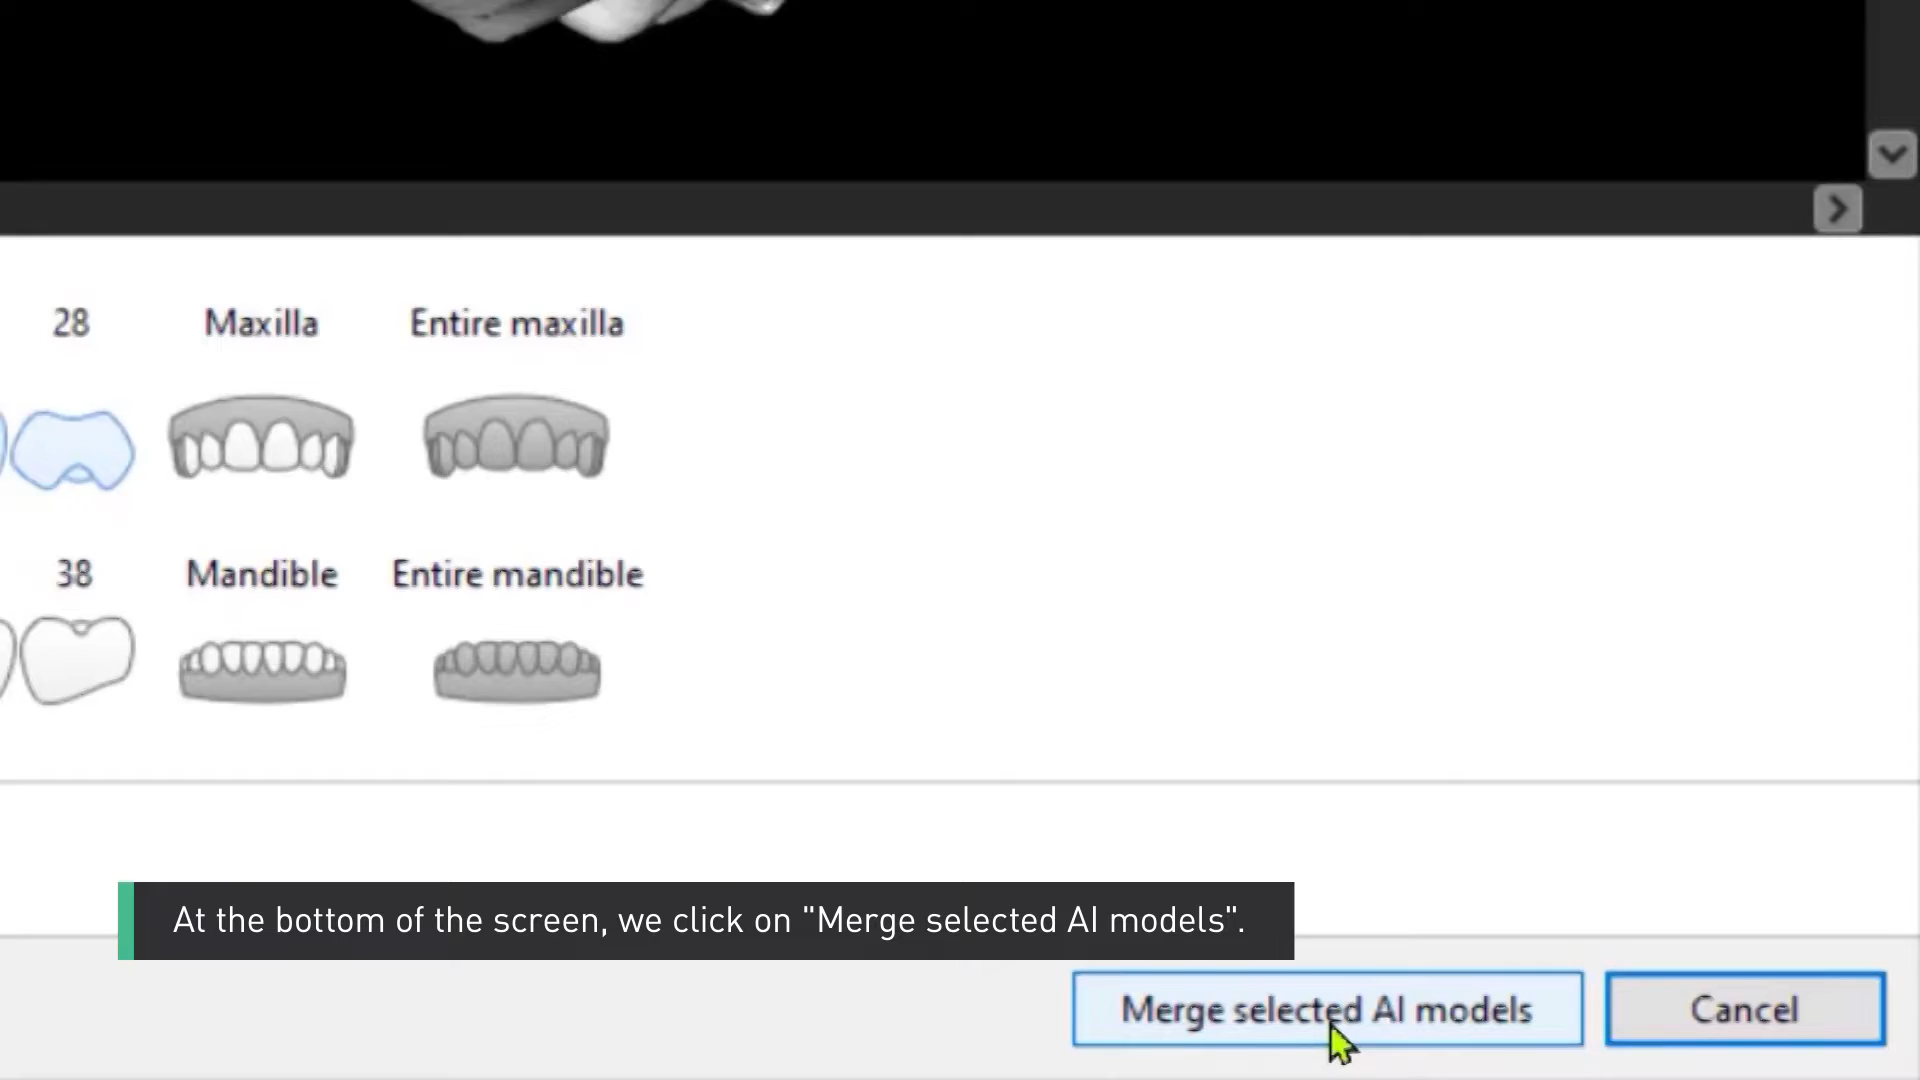 28 Maxilla Entire maxilla
38 Mandible Entire mandible
At the bottom of the screen, we click on "Merge selected AI models".
Merge selected AI models Cancel